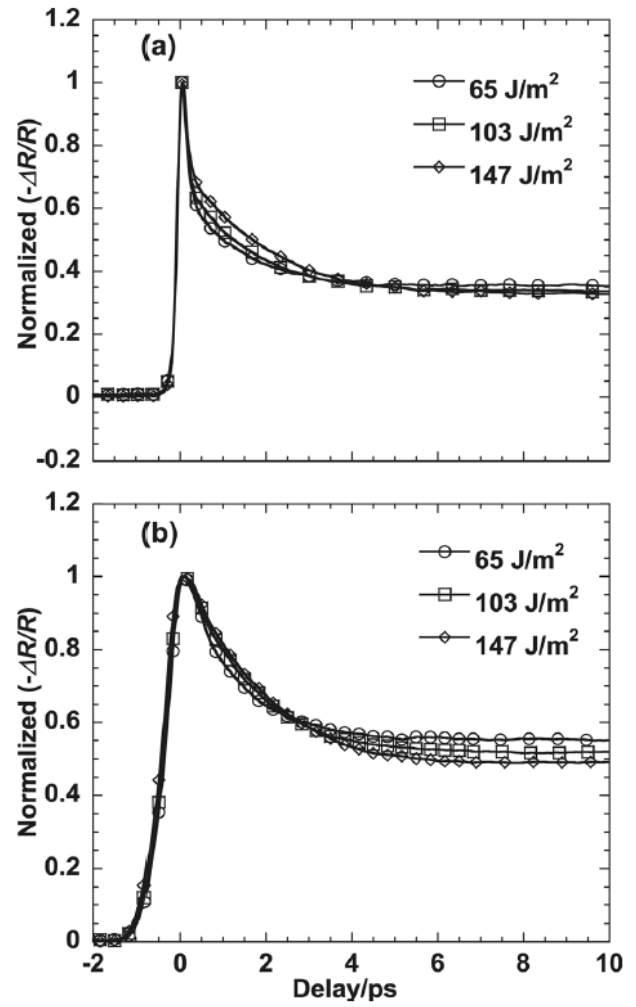 (a)
65 J/m²
103 J/m²
147 J/m²
Normalized (-ΔR/R)
1.2
1
0.8
0.6
0.4
0.2
0
-0.2
(b)
65 J/m²
103 J/m²
147 J/m²
Normalized (-ΔR/R)
1.2
1
0.8
0.6
0.4
0.2
0
-2 0 2 4 6 8 10
Delay/ps